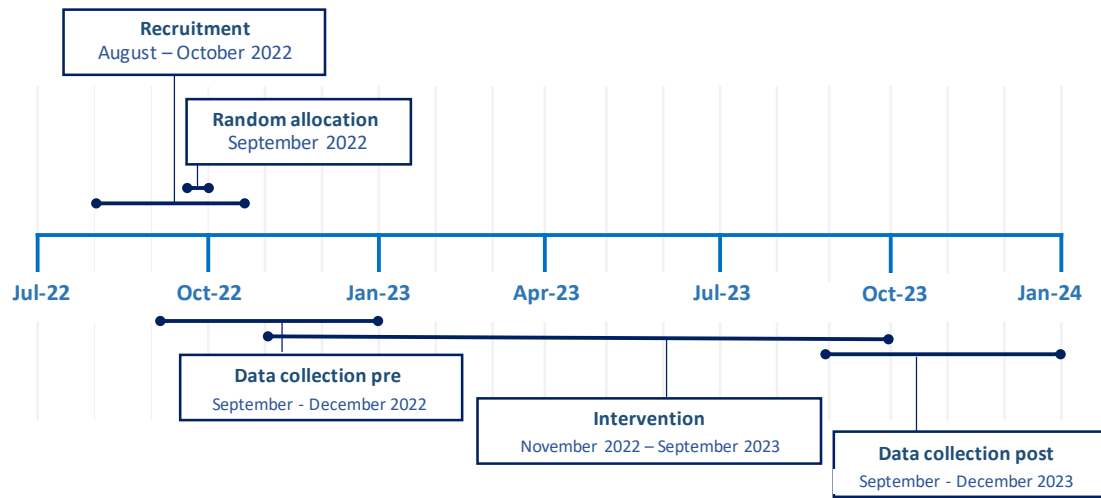 Recruitment
August – October 2022
Random allocation
September 2022
Jul-22
Oct-22
Jan-23
Apr-23
Jul-23
Oct-23
Jan-24
Data collection pre
September - December 2022
Intervention
November 2022 – September 2023
Data collection post
September - December 2023